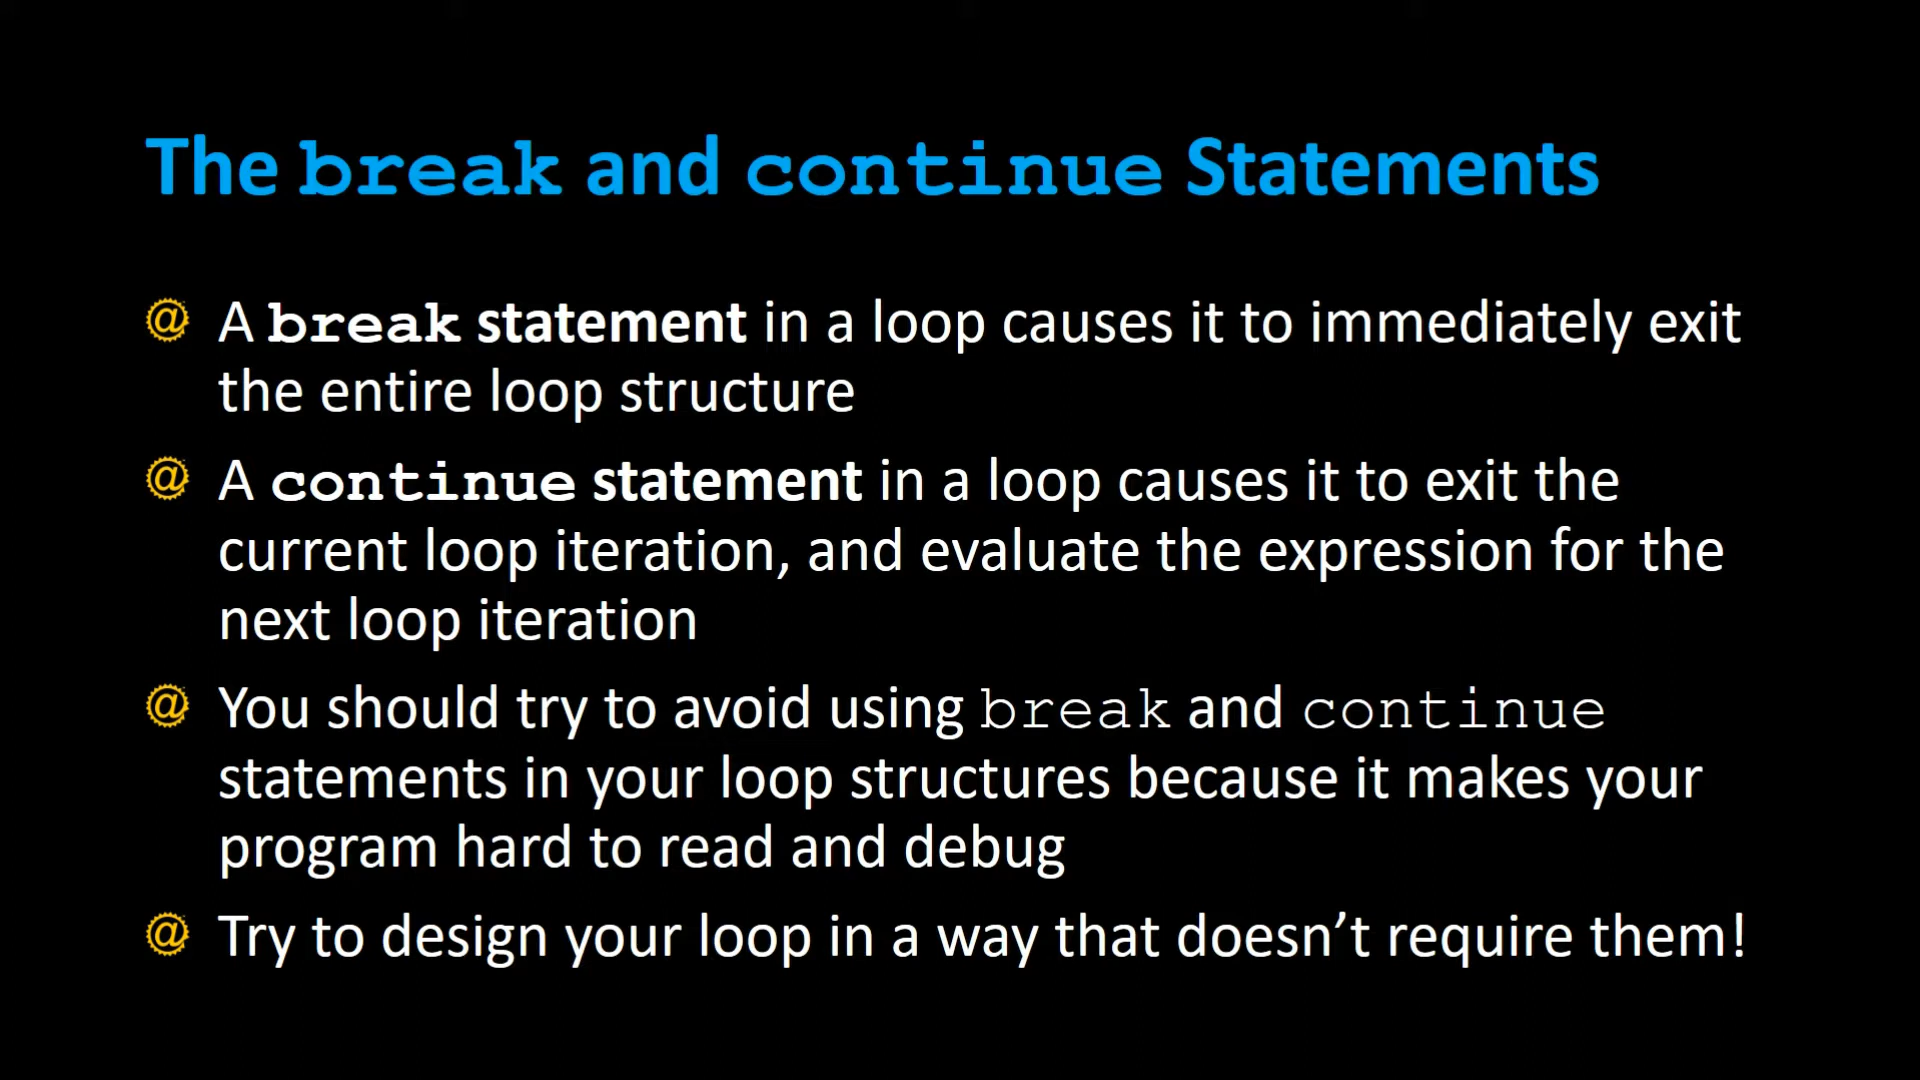 The break and continue Statements
@ A break statement in a loop causes it to immediately exit
the entire loop structure
@ A continue statement in a loop causes it to exit the
current loop iteration, and evaluate the expression for the
next loop iteration
@ You should try to avoid using break and continue
statements in your loop structures because it makes your
program hard to read and debug
@ Try to design your loop in a way that doesn’t require them!